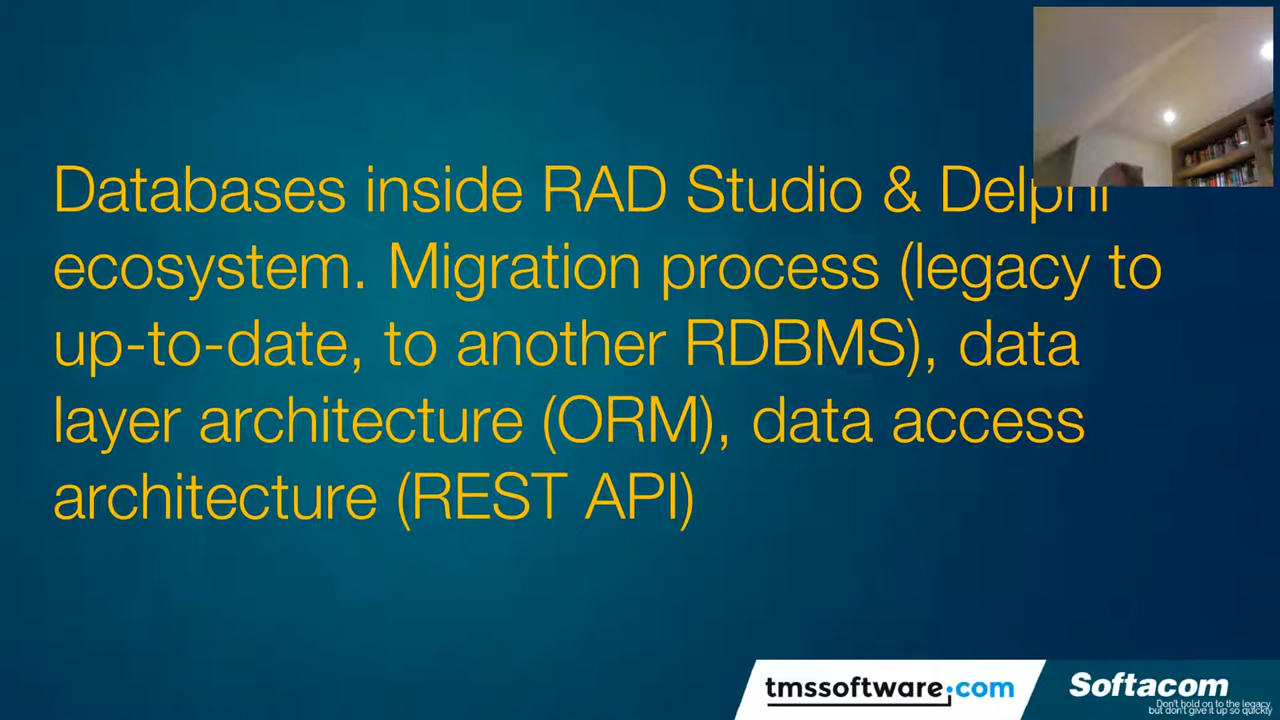 Databases inside RAD Studio & Delphi
ecosystem. Migration process (legacy to
up-to-date, to another RDBMS), data
layer architecture (ORM), data access
architecture (REST API)
tmssoftware.com
Softacom
Don't hold on to the legacy
but don't give it up so quickly